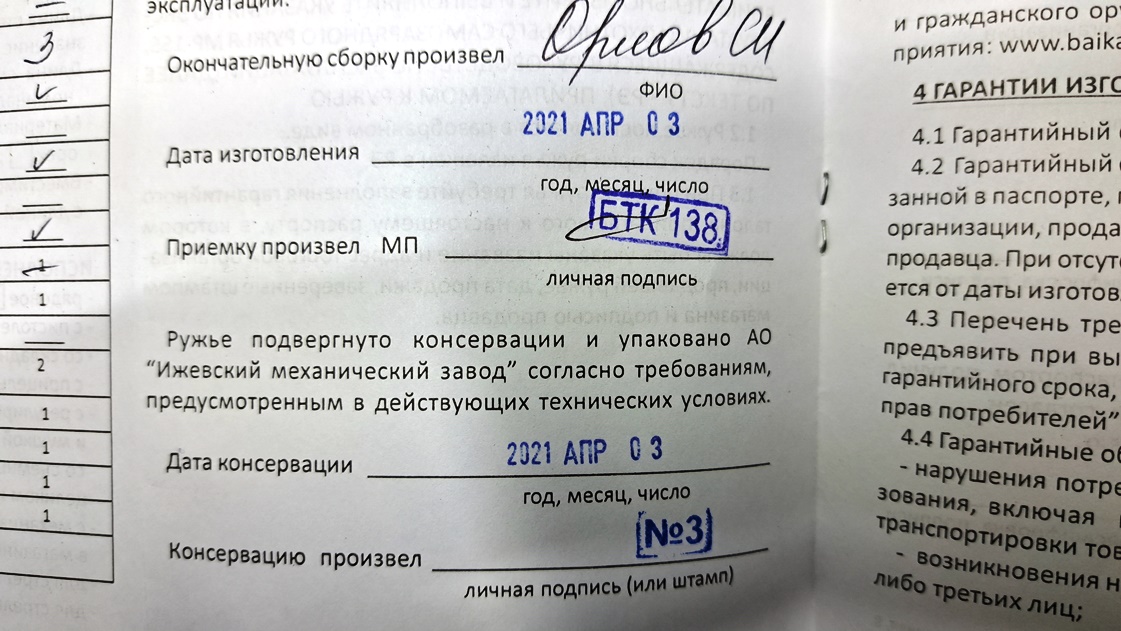 эксплуатации.
Окончательную сборку произвел Орлов СИ
ФИО
2021 АПР 03
Дата изготовления
год, месяц, число
БТК 138
Приемку произвел МП
личная подпись
Ружье подвергнуто консервации и упаковано АО
“Ижевский механический завод” согласно требованиям,
предусмотренным в действующих технических условиях.
2021 АПР 03
Дата консервации
год, месяц, число
№3
Консервацию произвел
личная подпись (или штамп)
3
1
2
1
1
1
1
и гражданского ору
приятия: www.baika
4 ГАРАНТИИ ИЗГО
4.1 Гарантийный
4.2 Гарантийный
занной в паспорте,
организации, прода
продавца. При отсут
ется от даты изготов
4.3 Перечень тре
предъявить при вы
гарантийного срока,
прав потребителей”
4.4 Гарантийные об
- нарушения потре
зования, включая
транспортировки тов
- возникновения н
либо третьих лиц;